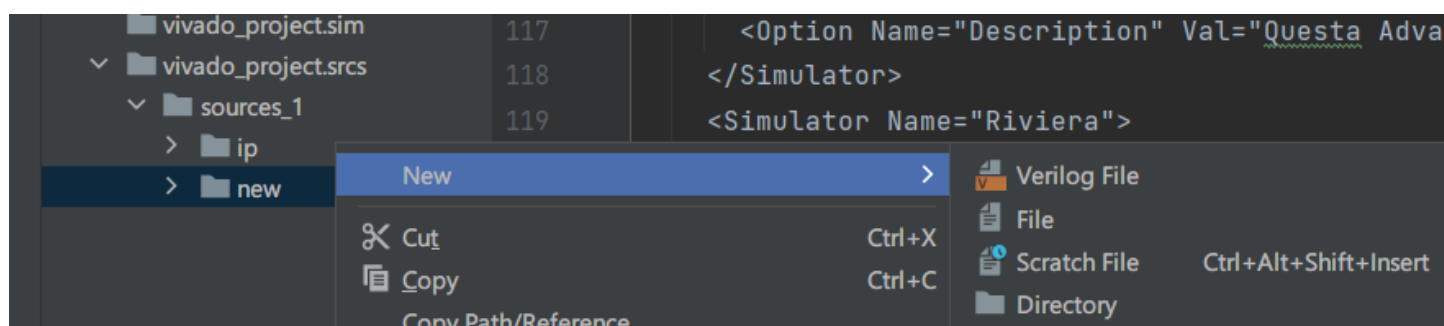 vivado_project.sim
vivado_project.srcs
sources_1
ip
new
117 <Option Name="Description" Val="Questa Adva
118 </Simulator>
119 <Simulator Name="Riviera">
New
Cut Ctrl+X
Copy Ctrl+C
Copy Path/Reference
Verilog File
File
Scratch File Ctrl+Alt+Shift+Insert
Directory